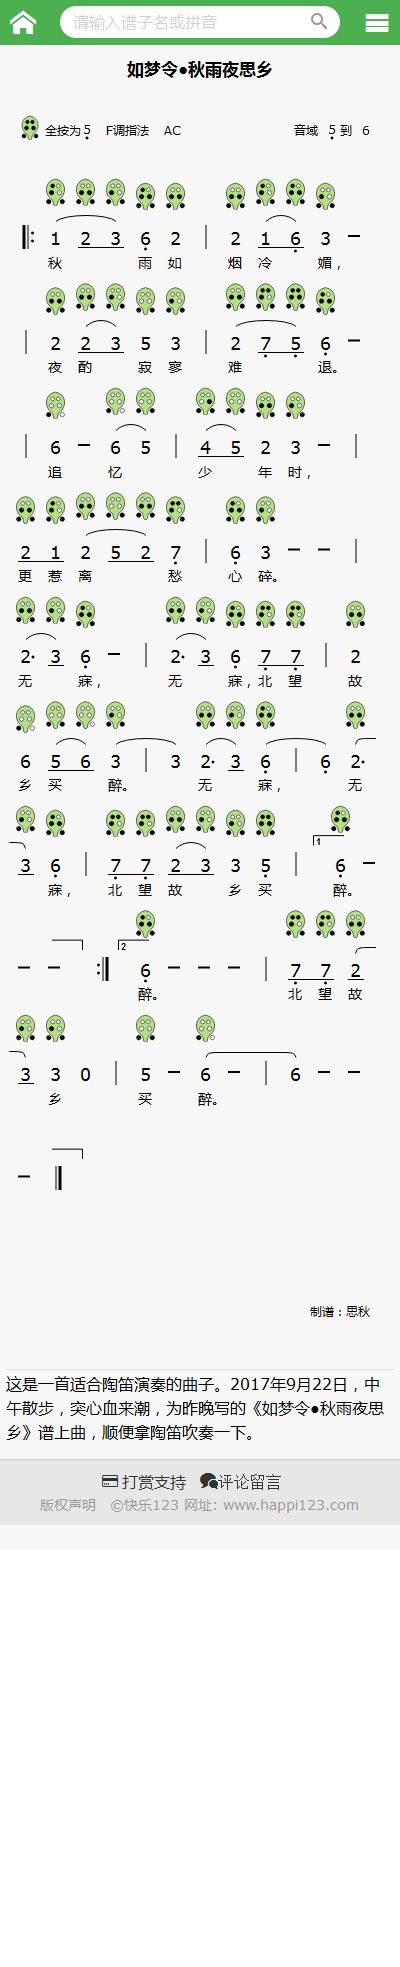 请输入谱子名或拼音
如梦令●秋雨夜思乡
全按为 5 F调指法 AC 音域 5 到 6
1 2 3 6 2 | 2 1 6 3 -
秋 雨 如 烟 冷 媚，
| 2 2 3 5 3 | 2 7 5 6 -
夜 酌 寂 寥 难 退。
| 6 - 6 5 | 4 5 2 3 - |
追 忆 少 年 时，
2 1 2 5 2 7 | 6 3 - - |
更 惹 离 愁 心 碎。
2· 3 6 - | 2· 3 6 7 7 | 2
无 寐， 无 寐，北 望 故
6 5 6 3 | 3 2· 3 6 | 6 2·
乡 买 醉。 无 寐， 无
1
3 6 | 7 7 2 3 3 5 | 6 -
寐， 北 望 故 乡 买 醉。
2
- - :| 6 - - - | 7 7 2
醉。 北 望 故
3 3 0 | 5 - 6 - | 6 - -
乡 买 醉。
- ‖
制谱：思秋
这是一首适合陶笛演奏的曲子。2017年9月22日，中
午散步，突心血来潮，为昨晚写的《如梦令●秋雨夜思
乡》谱上曲，顺便拿陶笛吹奏一下。
打赏支持 评论留言
版权声明 ©快乐123 网址: www.happi123.com